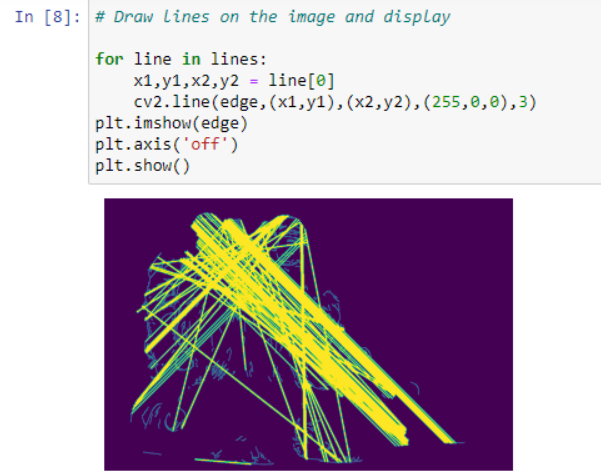 In [8]: # Draw lines on the image and display
for line in lines:
    x1,y1,x2,y2 = line[0]
    cv2.line(edge,(x1,y1),(x2,y2),(255,0,0),3)
plt.imshow(edge)
plt.axis('off')
plt.show()